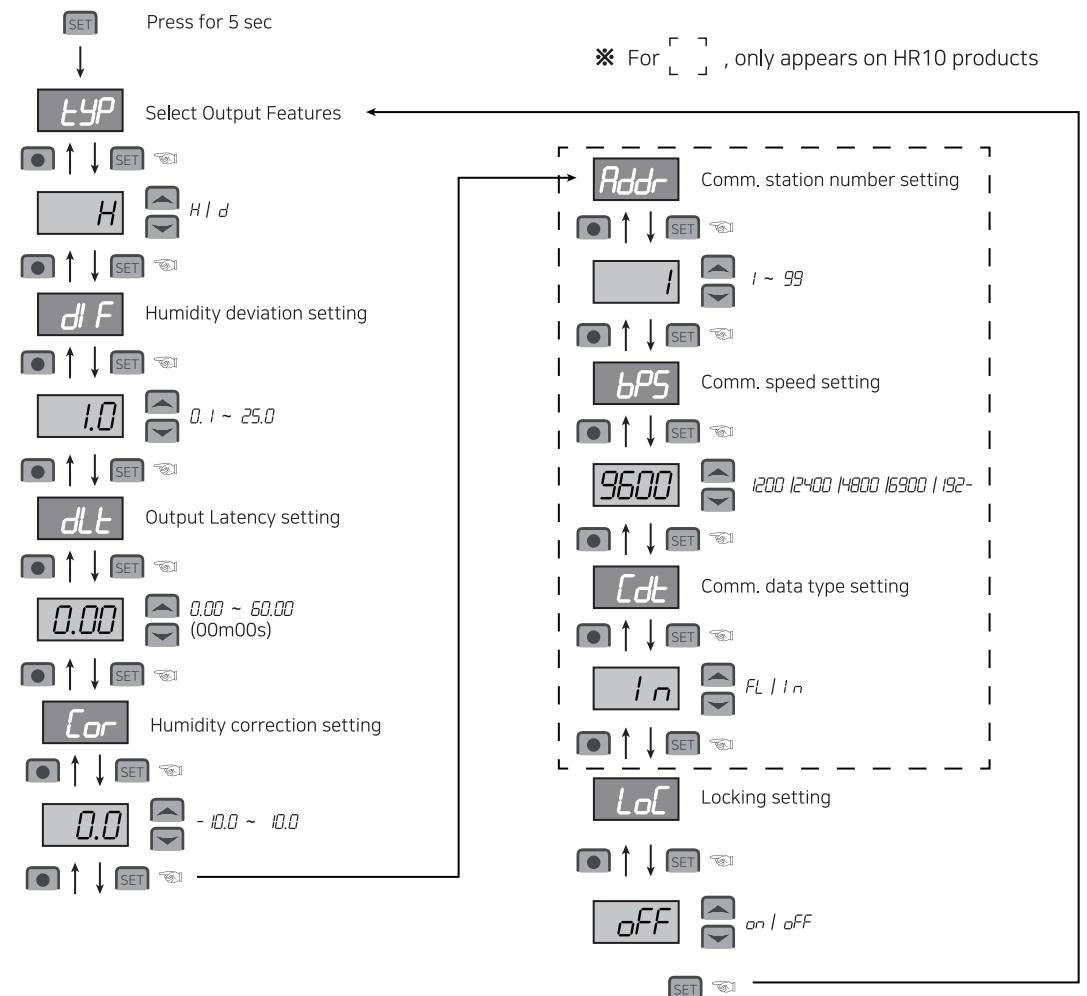 SET Press for 5 sec
※ For [ ] , only appears on HR10 products
tyP Select Output Features
SET
H H / d
SET
dIF Humidity deviation setting
SET
1.0 0.1 ~ 25.0
SET
dLt Output Latency setting
SET
0.00 0.00 ~ 60.00
(00m00s)
SET
Cor Humidity correction setting
SET
0.0 - 10.0 ~ 10.0
SET
Addr Comm. station number setting
SET
1 1 ~ 99
SET
bPS Comm. speed setting
SET
9600 1200 |2400 |4800 |6900 | 192-
SET
Cdt Comm. data type setting
SET
In FL / In
SET
LoC Locking setting
SET
oFF on / oFF
SET